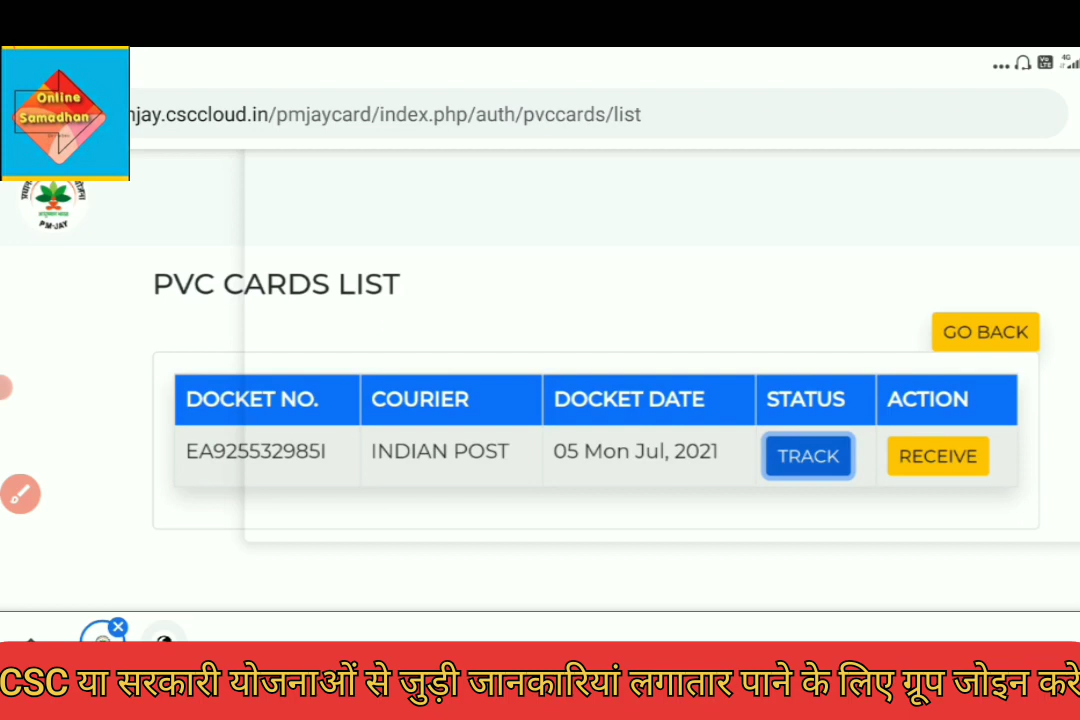 Online
Samadhan
njay.csccloud.in/pmjaycard/index.php/auth/pvccards/list
PM-JAY
PVC CARDS LIST
GO BACK
DOCKET NO. COURIER DOCKET DATE STATUS ACTION
EA925532985I INDIAN POST 05 Mon Jul, 2021 TRACK RECEIVE
CSC या सरकारी योजनाओं से जुड़ी जानकारियां लगातार पाने के लिए ग्रूप जोइन करे